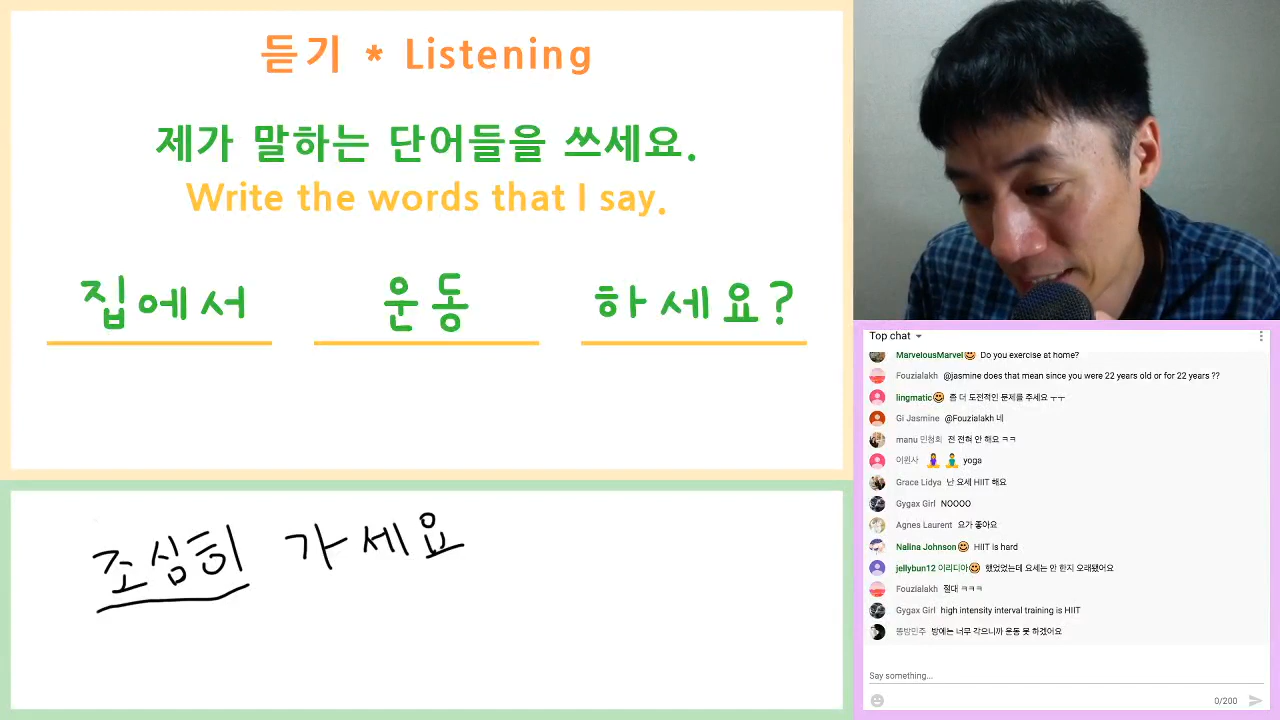 듣기 * Listening
제가 말하는 단어들을 쓰세요.
Write the words that I say.
집에서 운동 하세요?
조심히 가세요
Top chat
MarvelousMarvel Do you exercise at home?
Fouzialakh @jasmine does that mean since you were 22 years old or for 22 years ??
lingmatic 좀 더 도전적인 문제를 주세요 ㅜㅜ
Gi Jasmine @Fouzialakh 네
manu 민청회 전 전혀 안 해요 ㅋㅋ
이원사 yoga
Grace Lidya 난 요세 HIIT 해요
Gygax Girl NOOOO
Agnes Laurent 요가 좋아요
Nalina Johnson HIIT is hard
jellybun12 이리디아 했었었는데 요세는 안 한지 오래됐어요
Fouzialakh 절대 ㅋㅋㅋ
Gygax Girl high intensity interval training is HIIT
똥방민주 방에는 너무 각으니까 운동 못 하겠어요
Say something...
0/200